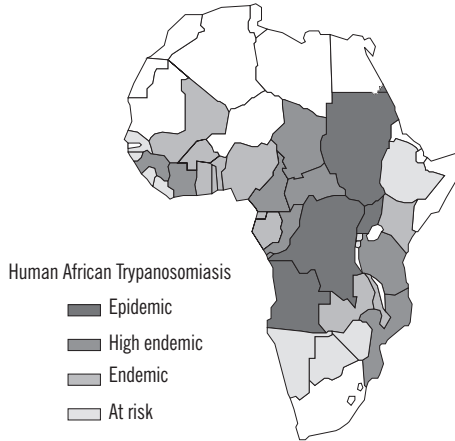 Human African Trypanosomiasis
Epidemic
High endemic
Endemic
At risk